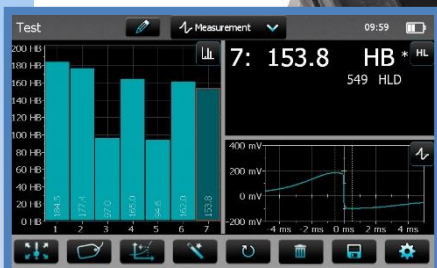 Test
Measurement
09:59
200 HB
180 HB
160 HB
140 HB
120 HB
100 HB
80 HB
60 HB
40 HB
20 HB
0 HB
184.5
177.4
97.0
165.0
94.6
162.0
153.8
1 2 3 4 5 6 7
7: 153.8 HB * HL
549 HLD
400 mV
200 mV
0 mV
-200 mV
-4 ms -2 ms 0 ms 2 ms 4 ms